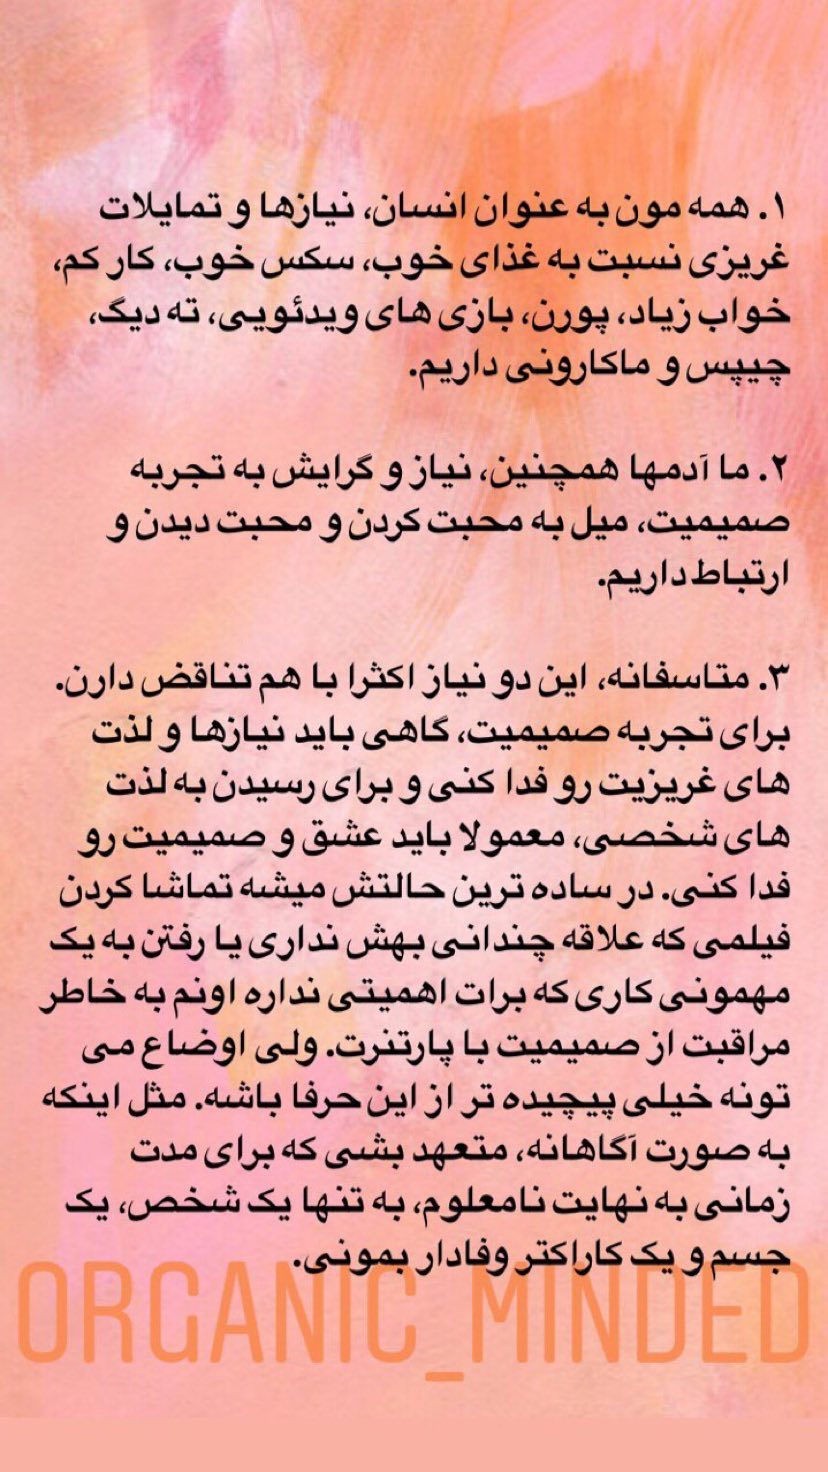 ۱. همه مون به عنوان انسان، نیازها و تمایلات
غریزی نسبت به غذای خوب، سکس خوب، کار کم،
خواب زیاد، پورن، بازی های ویدئویی، ته دیگ،
چیپس و ماکارونی داریم.
۲. ما آدمها همچنین، نیاز و گرایش به تجربه
صمیمیت، میل به محبت کردن و محبت دیدن و
ارتباط داریم.
۳. متاسفانه، این دو نیاز اکثرا با هم تناقض دارن.
برای تجربه صمیمیت، گاهی باید نیازها و لذت
های غریزیت رو فدا کنی و برای رسیدن به لذت
های شخصی، معمولا باید عشق و صمیمیت رو
فدا کنی. در ساده ترین حالتش میشه تماشا کردن
فیلمی که علاقه چندانی بهش نداری یا رفتن به یک
مهمونی کاری که برات اهمیتی نداره اونم به خاطر
مراقبت از صمیمیت با پارتنرت. ولی اوضاع می
تونه خیلی پیچیده تر از این حرفا باشه. مثل اینکه
به صورت آگاهانه، متعهد بشی که برای مدت
زمانی به نهایت نامعلوم، به تنها یک شخص، یک
جسم و یک کاراکتر وفادار بمونی.
ORGANIC_MINDED